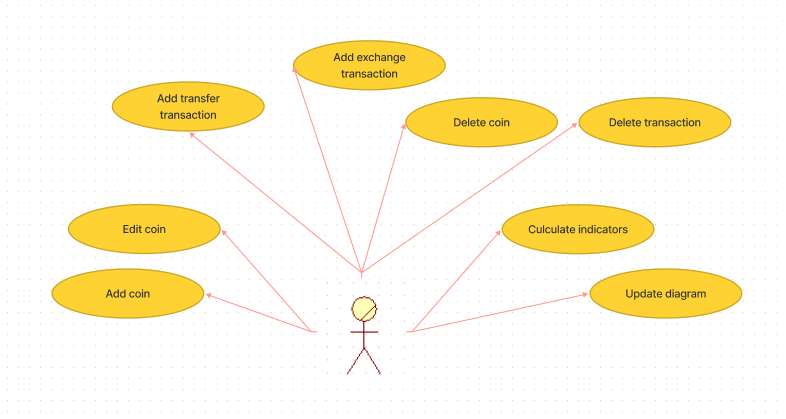 Add exchange
transaction
Add transfer
transaction
Delete coin
Delete transaction
Edit coin
Culculate indicators
Add coin
Update diagram